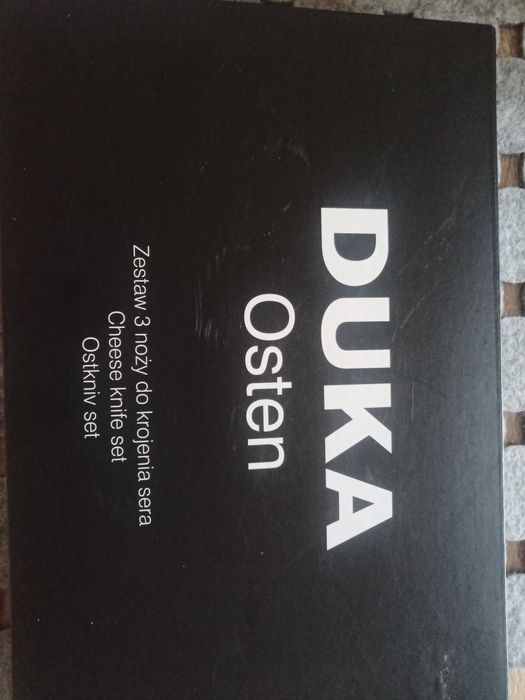 DUKA
Osten
Zestaw 3 noży do krojenia sera
Cheese knife set
Ostkniv set